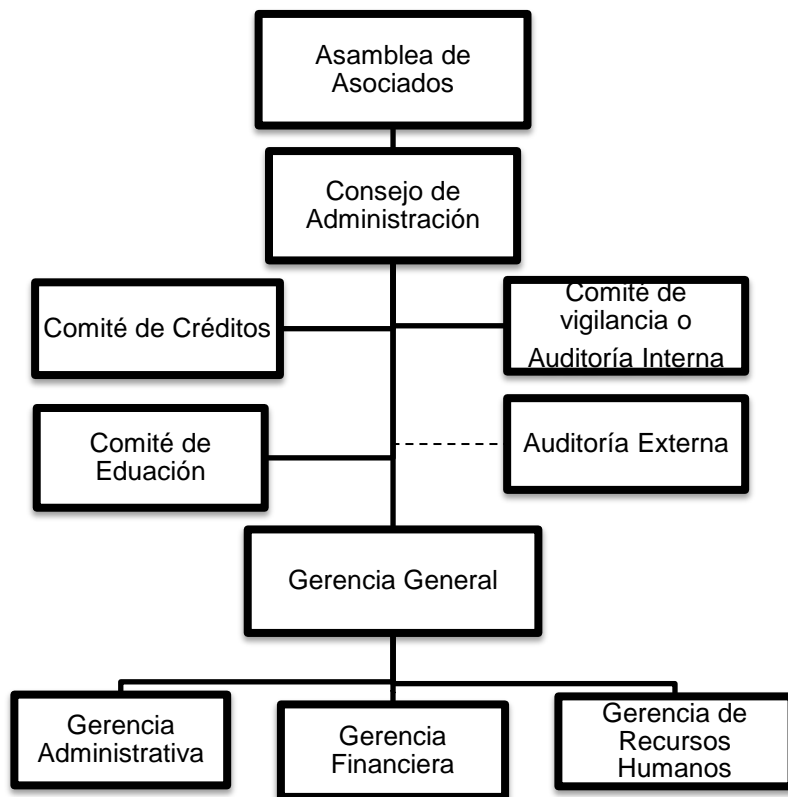 Asamblea de
Asociados
Consejo de
Administración
Comité de Créditos
Comité de
vigilancia o
Auditoría Interna
Comité de
Eduación
Auditoría Externa
Gerencia General
Gerencia
Administrativa
Gerencia
Financiera
Gerencia de
Recursos
Humanos